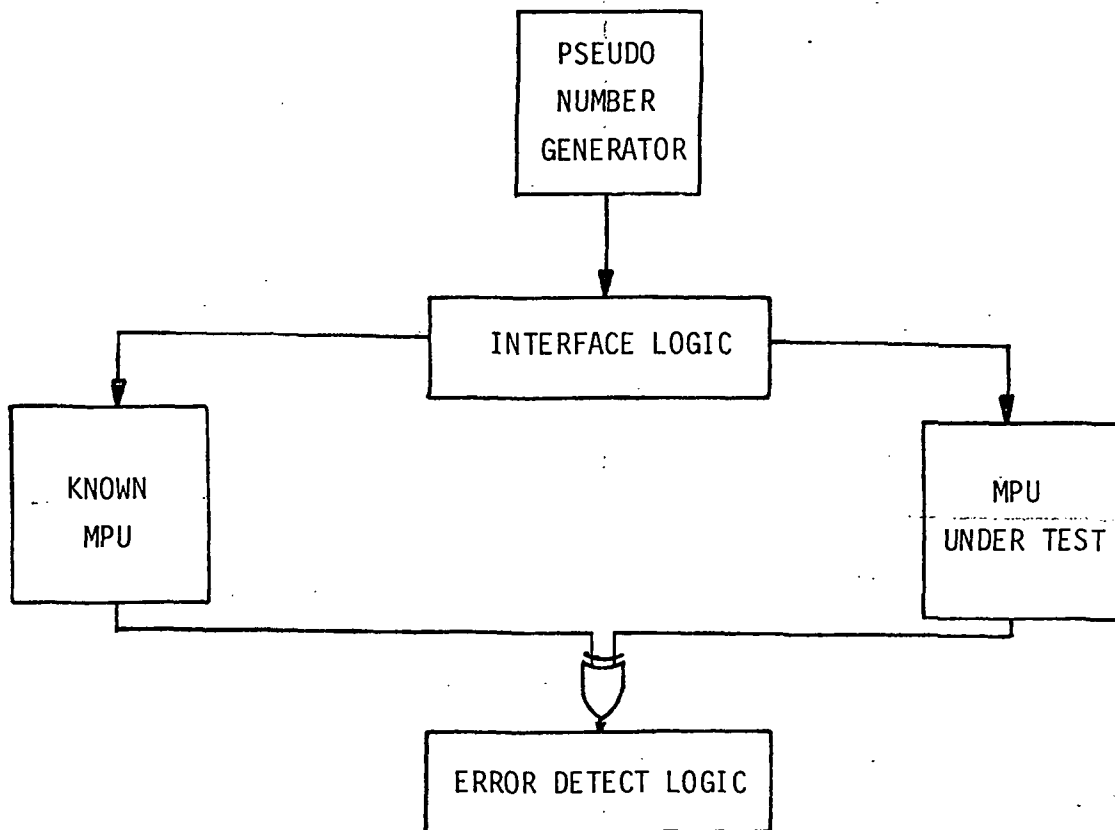 PSEUDO
NUMBER
GENERATOR
INTERFACE LOGIC
KNOWN
MPU
MPU
UNDER TEST
ERROR DETECT LOGIC